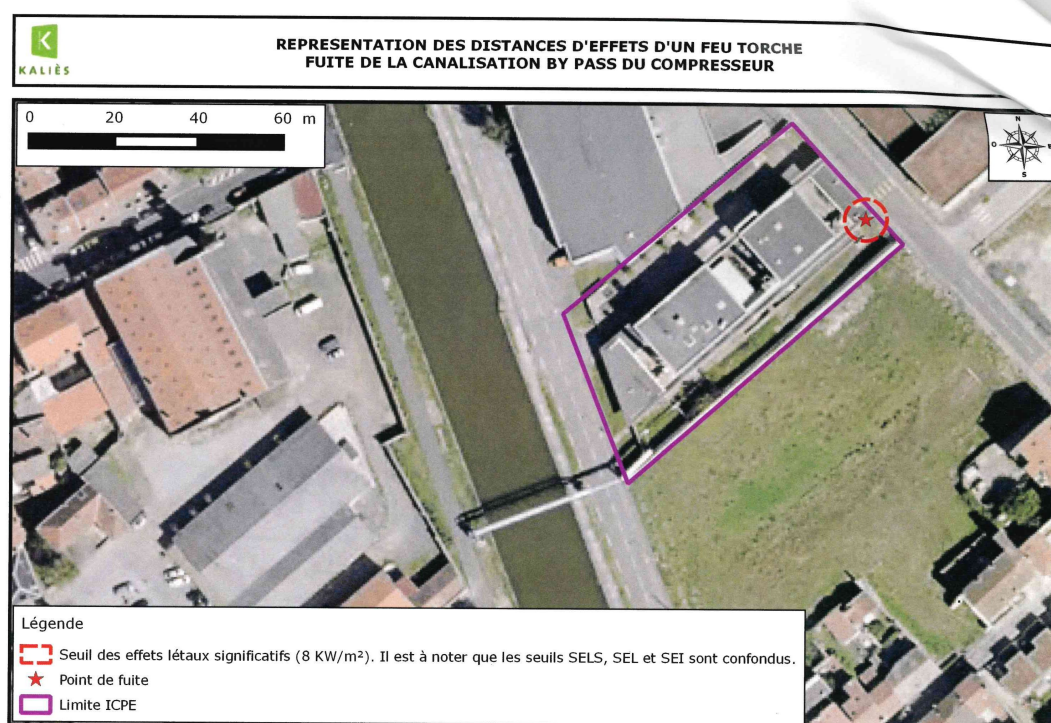 K
KALIÈS
REPRESENTATION DES DISTANCES D'EFFETS D'UN FEU TORCHE
FUITE DE LA CANALISATION BY PASS DU COMPRESSEUR
0 20 40 60 m
N
O E
S
Légende
Seuil des effets létaux significatifs (8 KW/m²). Il est à noter que les seuils SELS, SEL et SEI sont confondus.
Point de fuite
Limite ICPE